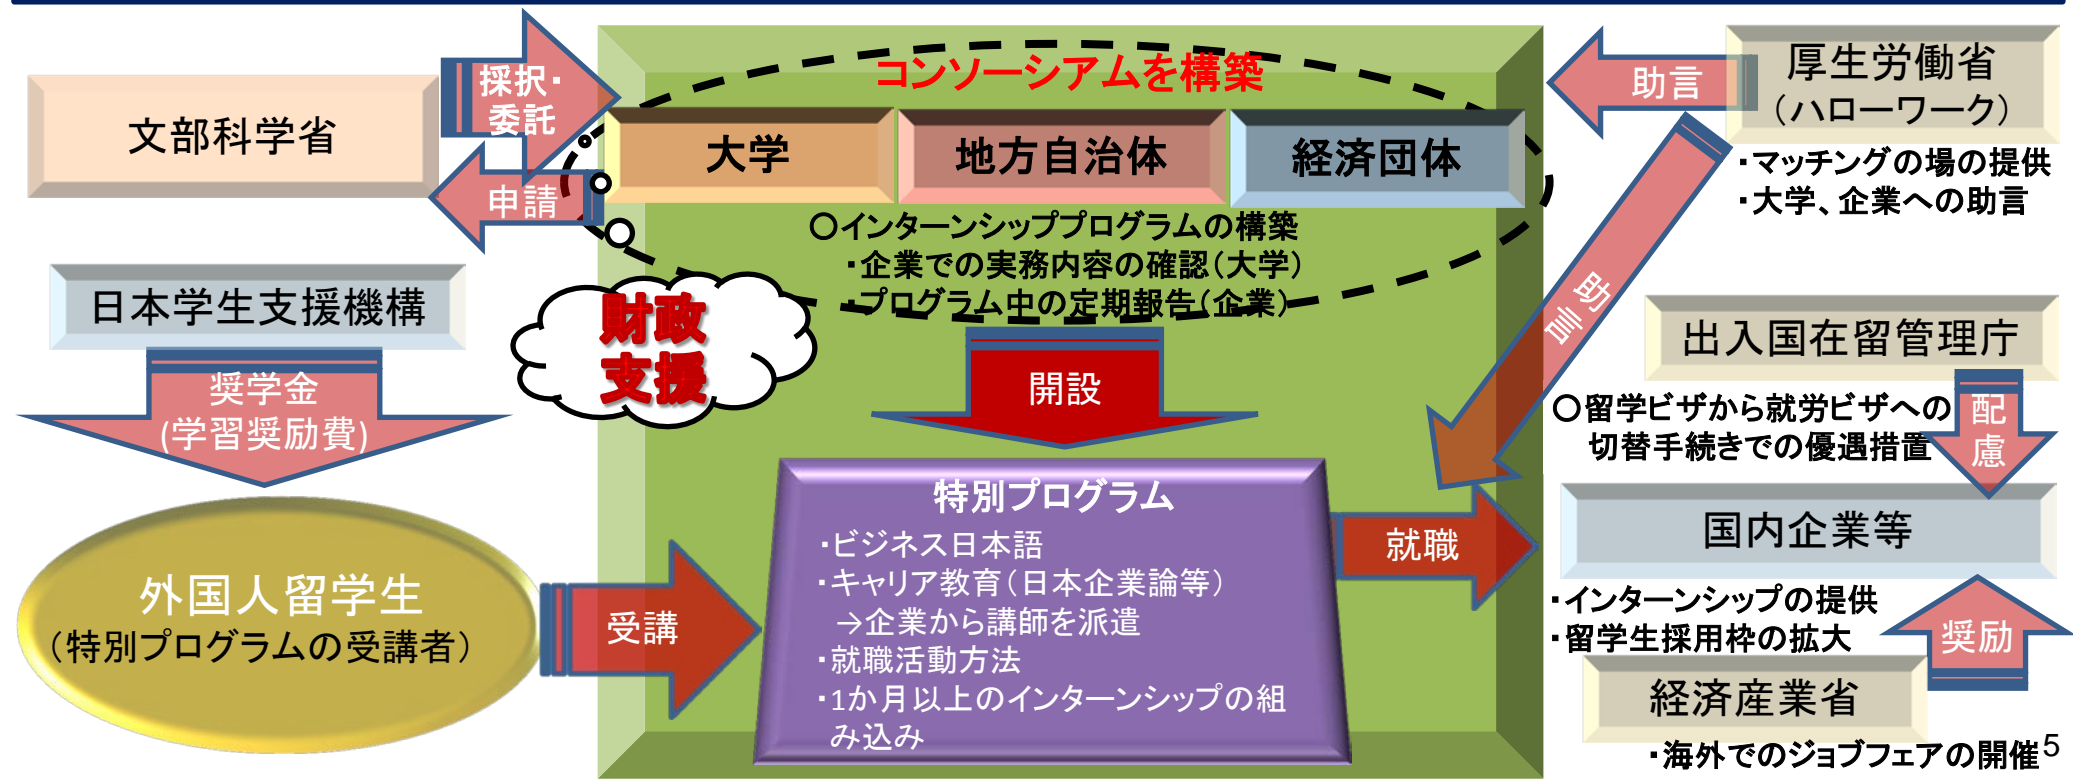 文部科学省
採択・
委託
申請
コンソーシアムを構築
大学
地方自治体
経済団体
○インターンシッププログラムの構築
・企業での実務内容の確認(大学)
・プログラム中の定期報告(企業)
財政
支援
開設
日本学生支援機構
奨学金
(学習奨励費)
外国人留学生
(特別プログラムの受講者)
受講
特別プログラム
・ビジネス日本語
・キャリア教育(日本企業論等)
→企業から講師を派遣
・就職活動方法
・1か月以上のインターンシップの組
み込み
就職
助言
厚生労働省
(ハローワーク)
・マッチングの場の提供
・大学、企業への助言
助言
出入国在留管理庁
○留学ビザから就労ビザへの
切替手続きでの優遇措置
配
慮
国内企業等
・インターンシップの提供
・留学生採用枠の拡大
奨励
経済産業省
・海外でのジョブフェアの開催
5